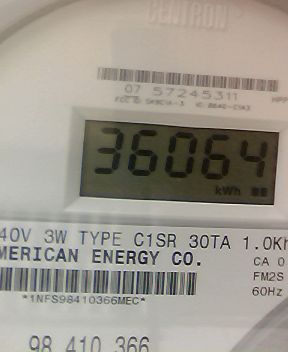 CENTRON
07 57245311
36064
kWh
40V 3W TYPE C1SR 30TA 1.0Kh
MERICAN ENERGY CO.
CA 0
FM2S
*1NFS98410366MEC*
60Hz
98 410 366